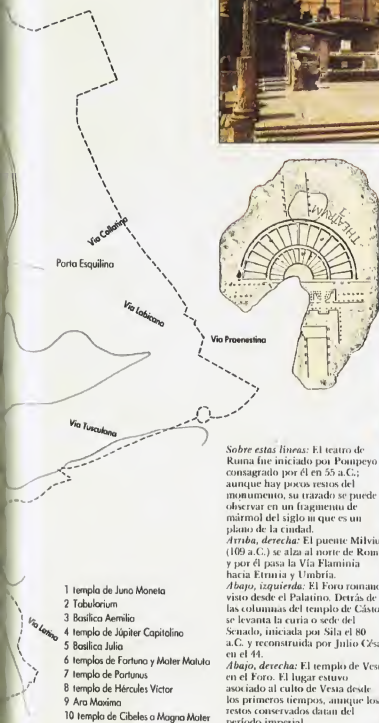 Via Collatina
Porta Esquilina
Via Labicana
Via Praenestina
Via Tusculana
Via Latina
THEATRUM
1 templo de Juno Moneta
2 Tabularium
3 Basílica Aemilia
4 templo de Júpiter Capitolino
5 Basílica Julia
6 templos de Fortuna y Mater Matuta
7 templo de Portunus
8 templo de Hércules Víctor
9 Ara Maxima
10 templo de Cibeles o Magna Mater
Sobre estas líneas: El teatro de
Roma fue iniciado por Pompeyo
consagrado por él en 55 a.C.;
aunque hay pocos restos del
monumento, su trazado se puede
observar en un fragmento de
mármol del siglo III que es un
plano de la ciudad.
Arriba, derecha: El puente Milvio
(109 a.C.) se alza al norte de Rom
y por él pasa la Vía Flaminia
hacia Etruria y Umbría.
Abajo, izquierda: El Foro romano
visto desde el Palatino. Detrás de
las columnas del templo de Cásto
se levanta la curia o sede del
Senado, iniciada por Sila el 80
a.C. y reconstruida por Julio Césa
en el 44.
Abajo, derecha: El templo de Vest
en el Foro. El lugar estuvo
asociado al culto de Vesta desde
los primeros tiempos, aunque los
restos conservados datan del
período imperial.